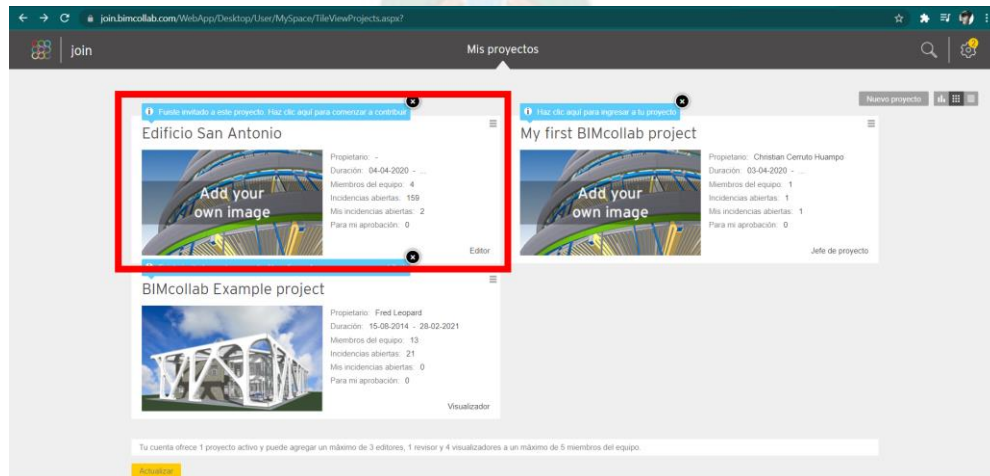 join.bimcollab.com/WebApp/Desktop/User/MySpace/TileViewProjects.aspx?
join
Mis proyectos
2
Nuevo proyecto
Fuiste invitado a este proyecto. Haz clic aquí para comenzar a contribuir
Edificio San Antonio
Add your
own image
Propietario: -
Duración: 04-04-2020 - ...
Miembros del equipo: 4
Incidencias abiertas: 159
Mis incidencias abiertas: 2
Para mi aprobación: 0
Editor
Haz clic aquí para ingresar a tu proyecto
My first BIMcollab project
Add your
own image
Propietario: Christian Cerruto Huampo
Duración: 03-04-2020 - ...
Miembros del equipo: 1
Incidencias abiertas: 1
Mis incidencias abiertas: 1
Para mi aprobación: 0
Jefe de proyecto
BIMcollab Example project
Propietario: Fred Leopard
Duración: 15-08-2014 - 28-02-2021
Miembros del equipo: 13
Incidencias abiertas: 21
Mis incidencias abiertas: 0
Para mi aprobación: 0
Visualizador
Tu cuenta ofrece 1 proyecto activo y puede agregar un máximo de 3 editores, 1 revisor y 4 visualizadores a un máximo de 5 miembros del equipo.
Actualizar